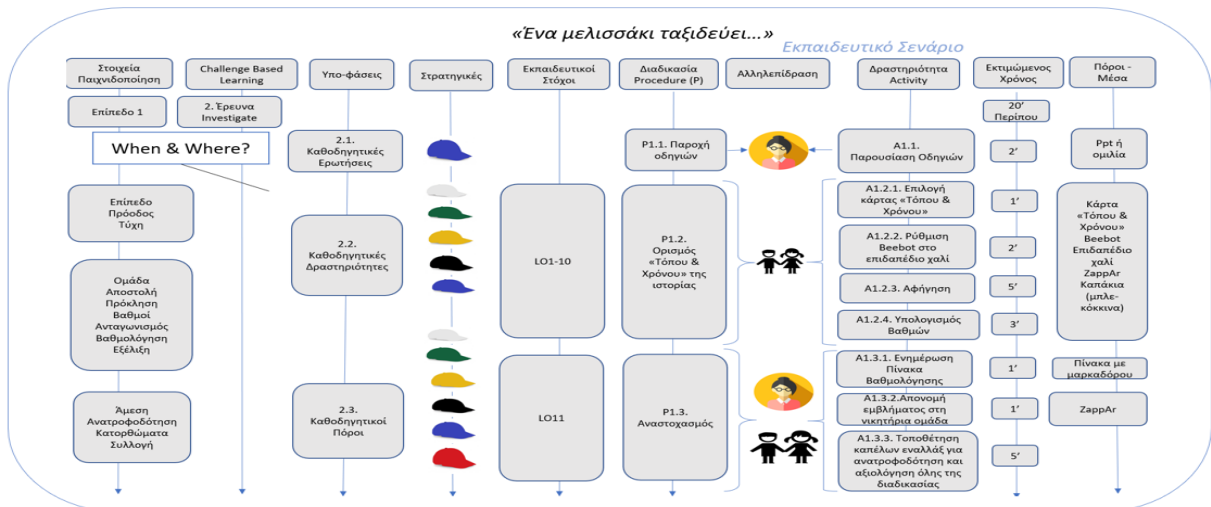 «Ένα μελισσάκι ταξιδεύει...»
Εκπαιδευτικό Σενάριο
Στοιχεία
Παιχνιδοποίηση
Challenge Based
Learning
Υπο-φάσεις
Στρατηγικές
Εκπαιδευτικοί
Στόχοι
Διαδικασία
Procedure (P)
Αλληλεπίδραση
Δραστηριότητα
Activity
Εκτιμώμενος
Χρόνος
Πόροι -
Μέσα
Επίπεδο 1
2. Έρευνα
Investigate
20'
Περίπου
When & Where?
2.1.
Καθοδηγητικές
Ερωτήσεις
P1.1. Παροχή
οδηγιών
A1.1.
Παρουσίαση Οδηγιών
2'
Ppt ή
ομιλία
Επίπεδο
Πρόοδος
Τύχη
2.2.
Καθοδηγητικές
Δραστηριότητες
LO1-10
P1.2.
Ορισμός
«Τόπου &
Χρόνου» της
ιστορίας
A1.2.1. Επιλογή
κάρτας «Τόπου &
Χρόνου»
1'
A1.2.2. Ρύθμιση
Beebot στο
επιδαπέδιο χαλί
2'
A1.2.3. Αφήγηση
5'
A1.2.4. Υπολογισμός
Βαθμών
3'
Κάρτα
«Τόπου &
Χρόνου»
Beebot
Επιδαπέδιο
χαλί
ZappAr
Καπάκια
(μπλε-
κόκκινα)
Ομάδα
Αποστολή
Πρόκληση
Βαθμοί
Ανταγωνισμός
Βαθμολόγηση
Εξέλιξη
Άμεση
Ανατροφοδότηση
Κατορθώματα
Συλλογή
2.3.
Καθοδηγητικοί
Πόροι
LO11
P1.3.
Αναστοχασμός
A1.3.1. Ενημέρωση
Πίνακα
Βαθμολόγησης
1'
Πίνακα με
μαρκαδόρου
A1.3.2.Απονομή
εμβλήματος στη
νικητήρια ομάδα
1'
ZappAr
A1.3.3. Τοποθέτηση
καπέλων εναλλάξ για
ανατροφοδότηση και
αξιολόγηση όλης της
διαδικασίας
5'